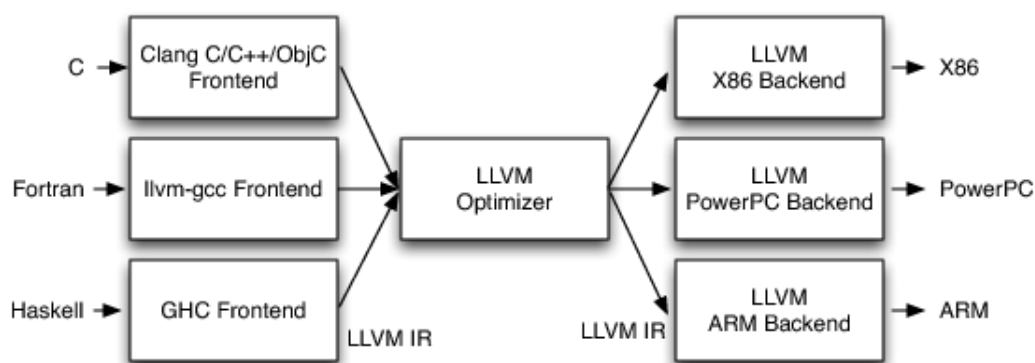 C
Clang C/C++/ObjC
Frontend
LLVM
X86 Backend
X86
Fortran
llvm-gcc Frontend
LLVM
Optimizer
LLVM
PowerPC Backend
PowerPC
Haskell
GHC Frontend
LLVM IR
LLVM IR
LLVM
ARM Backend
ARM